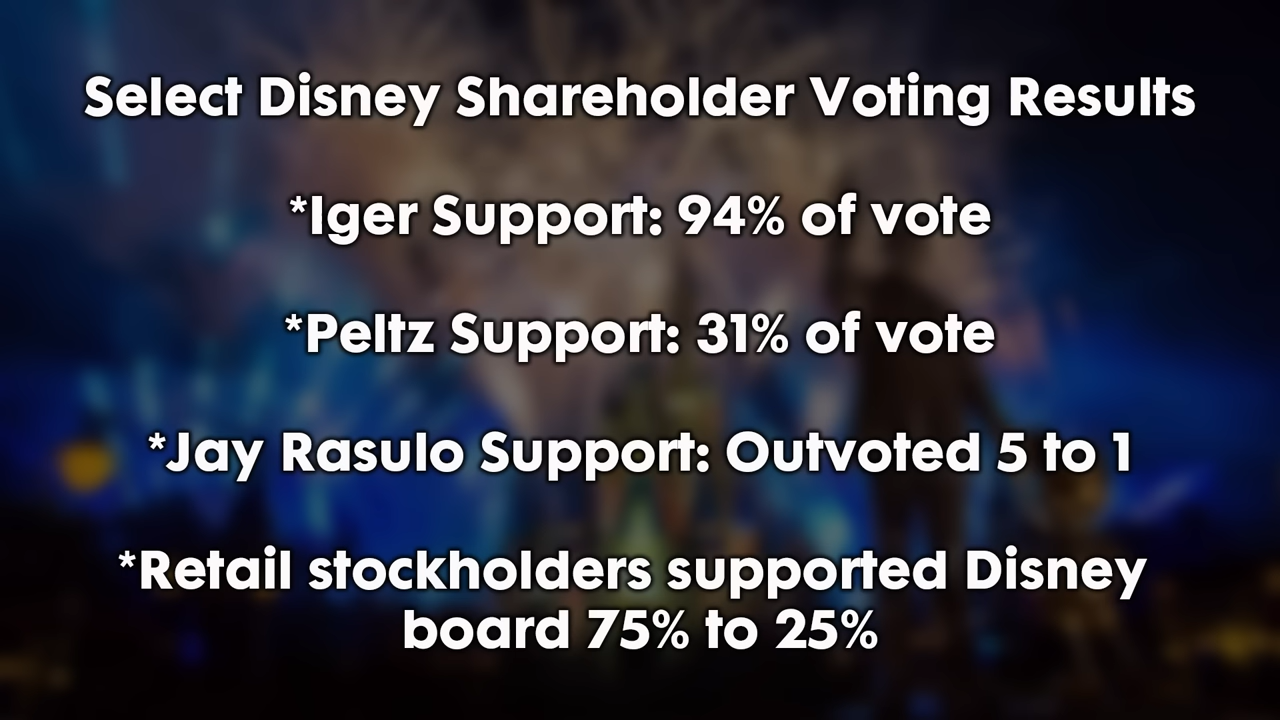 Select Disney Shareholder Voting Results
*Iger Support: 94% of vote
*Peltz Support: 31% of vote
*Jay Rasulo Support: Outvoted 5 to 1
*Retail stockholders supported Disney
board 75% to 25%